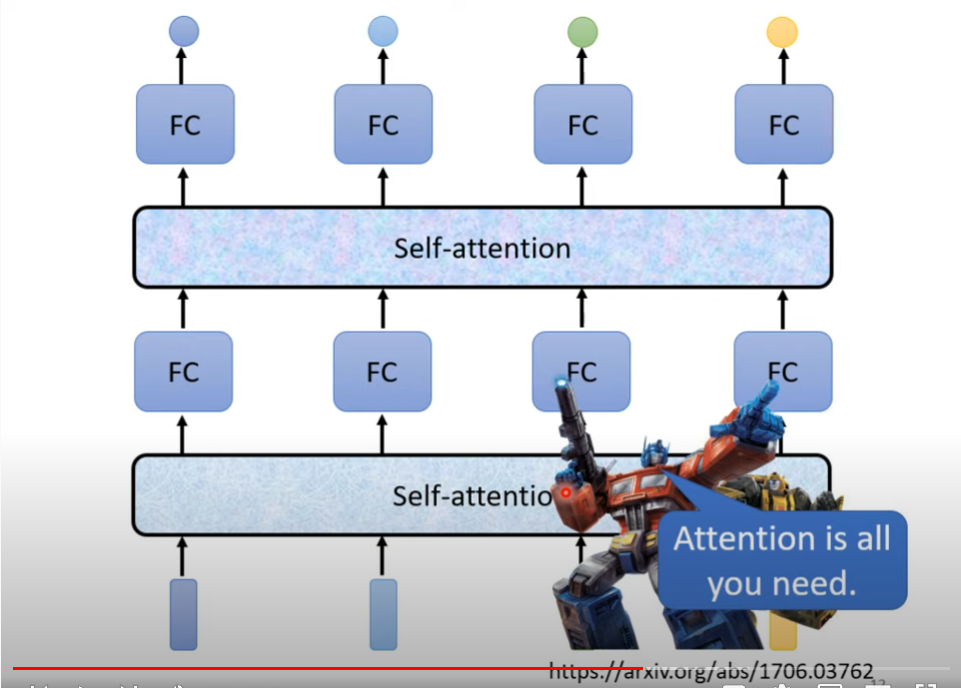 FC FC FC FC
Self-attention
FC FC FC FC
Self-attentio
Attention is all
you need.
https://arxiv.org/abs/1706.03762
12